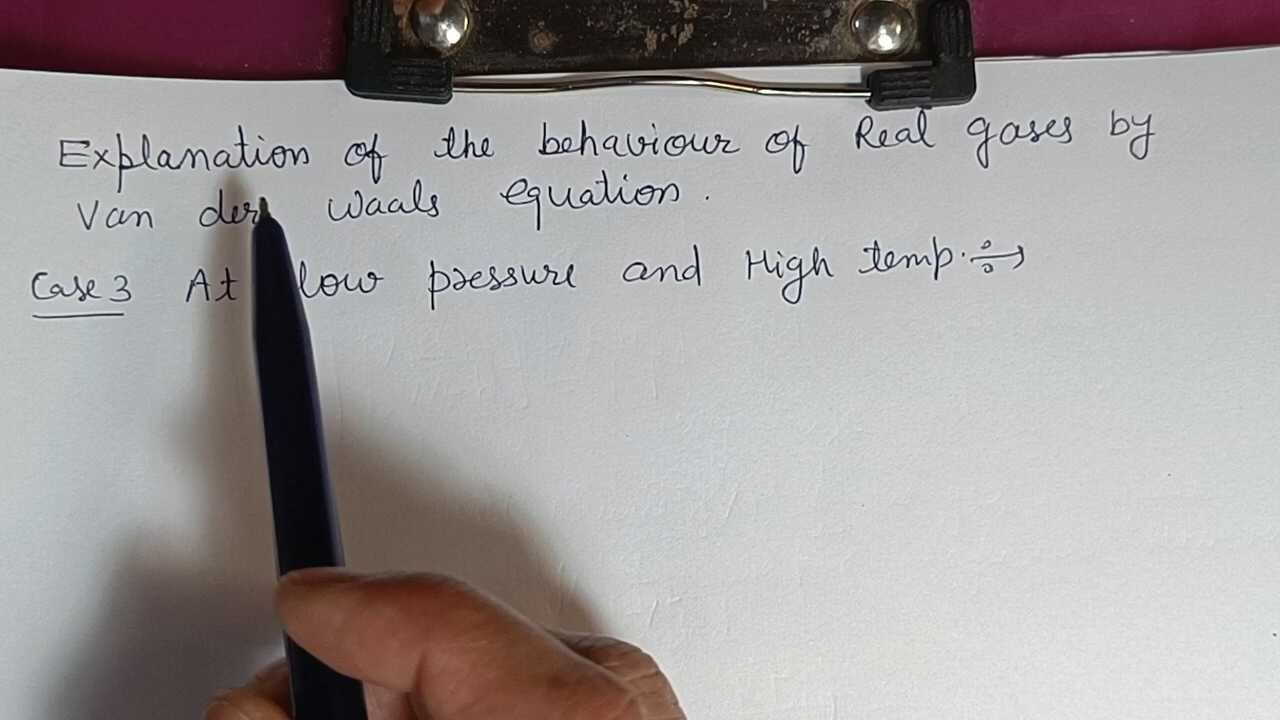 Explanation of the behaviour of Real gases by
Van der Waals equation.
Case 3 At low pressure and High temp. ÷→